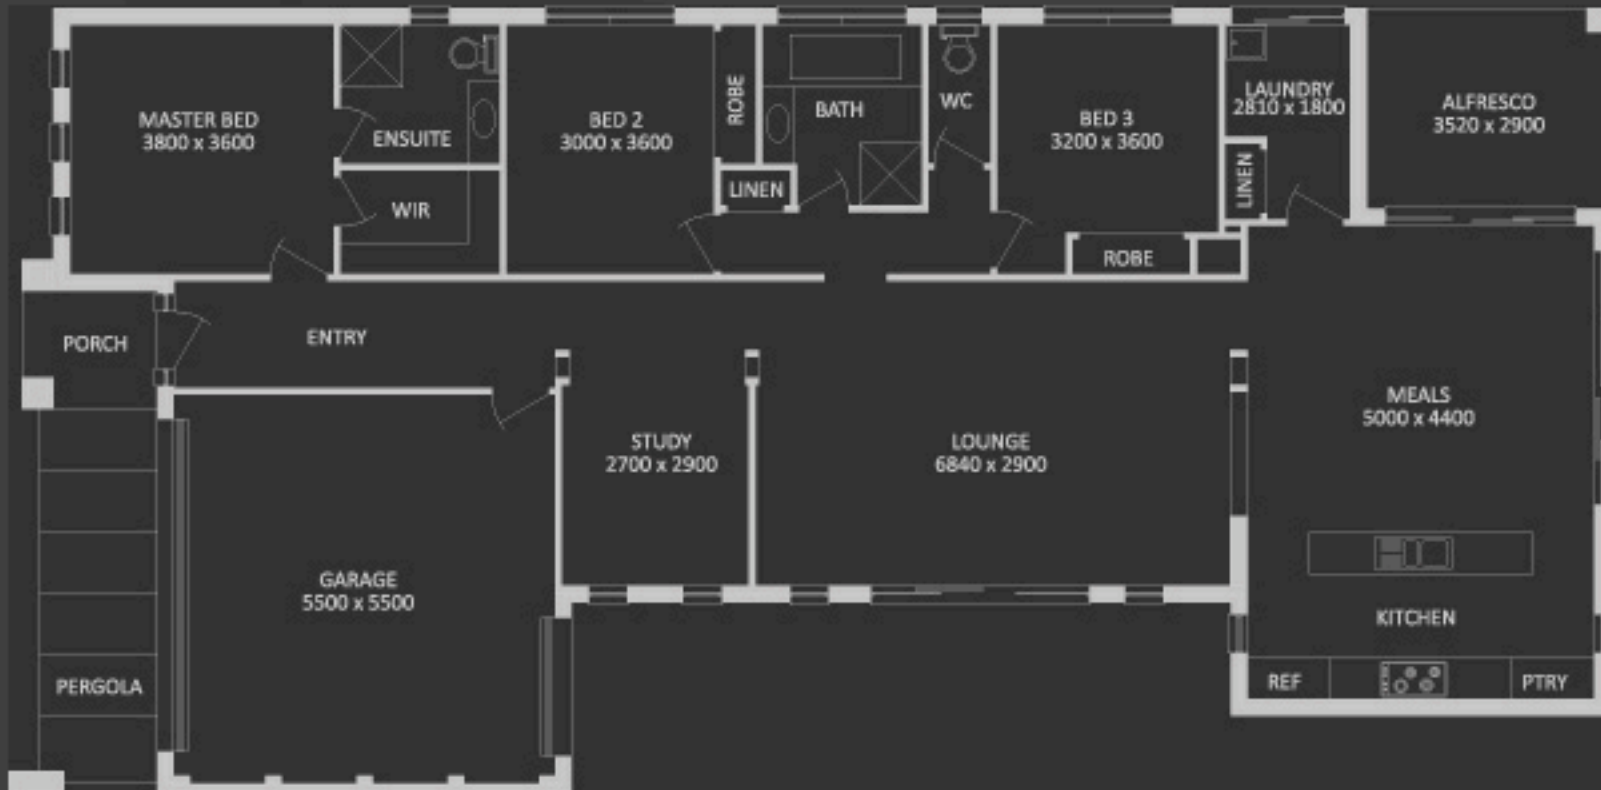 MASTER BED
3800 x 3600
ENSUITE
WIR
BED 2
3000 x 3600
ROBE
LINEN
BATH
WC
BED 3
3200 x 3600
ROBE
LAUNDRY
2810 x 1800
LINEN
ALFRESCO
3520 x 2900
PORCH
ENTRY
STUDY
2700 x 2900
LOUNGE
6840 x 2900
MEALS
5000 x 4400
GARAGE
5500 x 5500
PERGOLA
KITCHEN
REF
PTRY